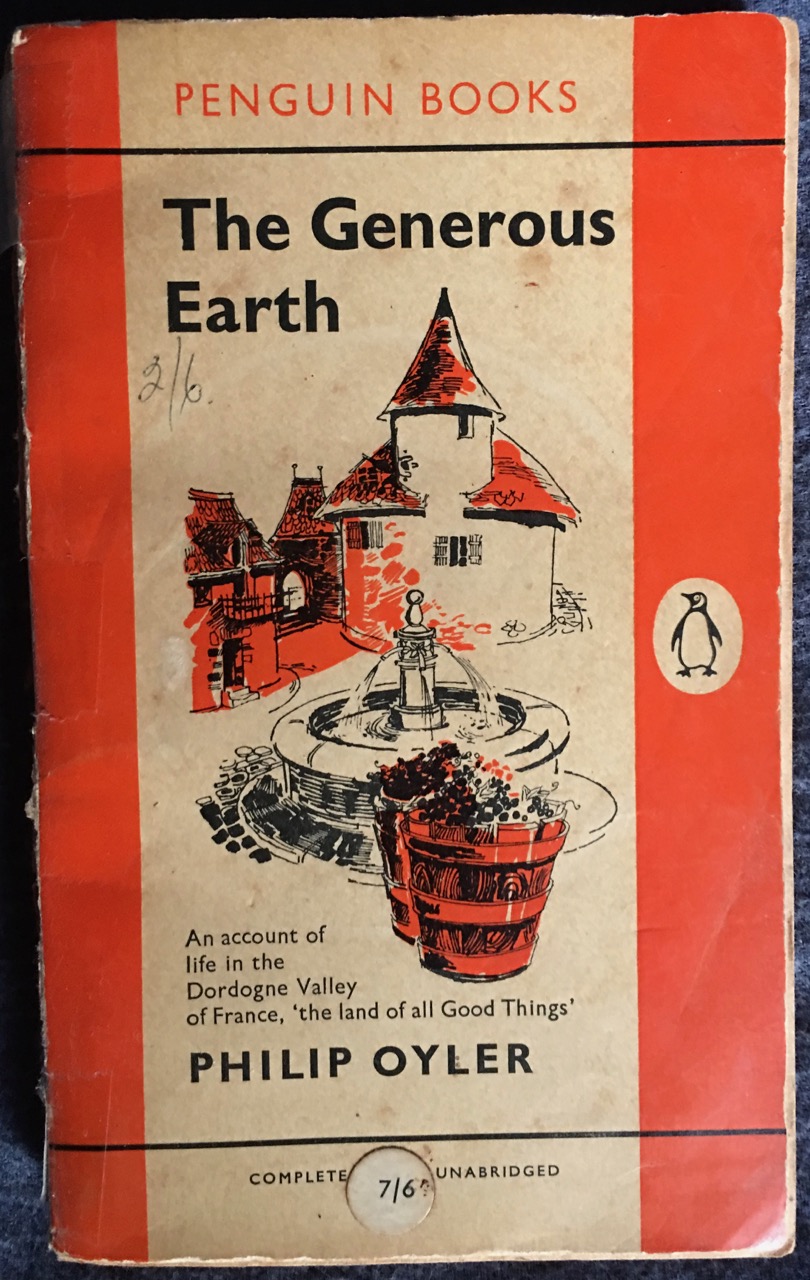 PENGUIN BOOKS
The Generous
Earth
2/6.
An account of
life in the
Dordogne Valley
of France, 'the land of all Good Things'
PHILIP OYLER
COMPLETE 7/6 UNABRIDGED